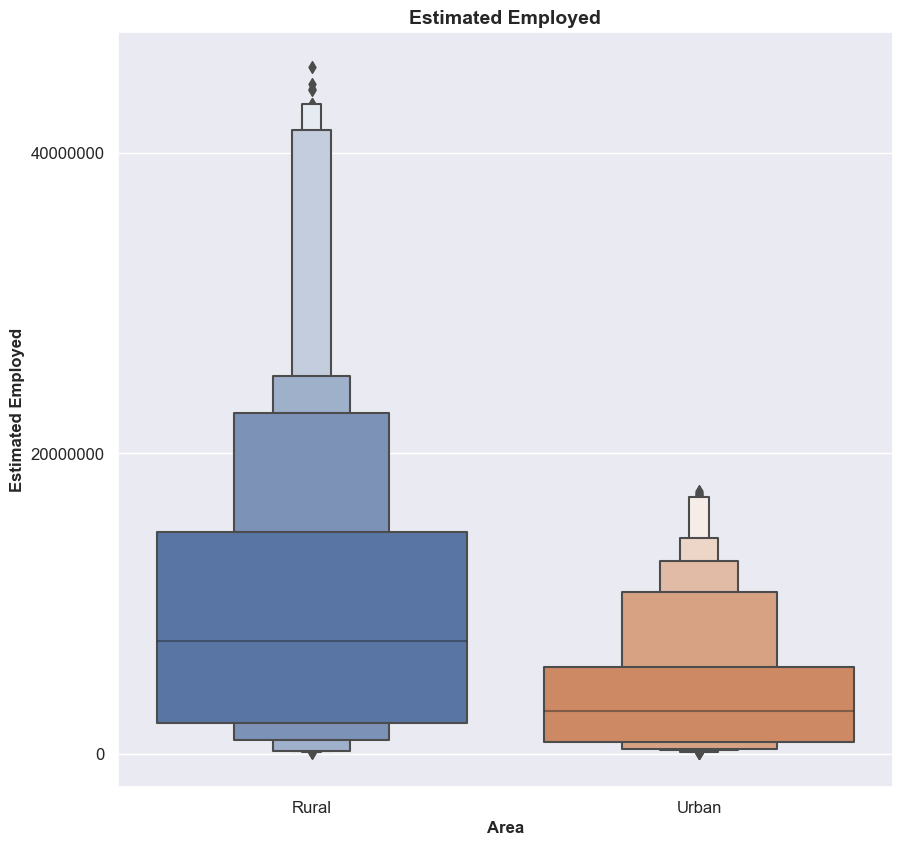 Estimated Employed
Estimated Employed
40000000
20000000
0
Rural
Urban
Area